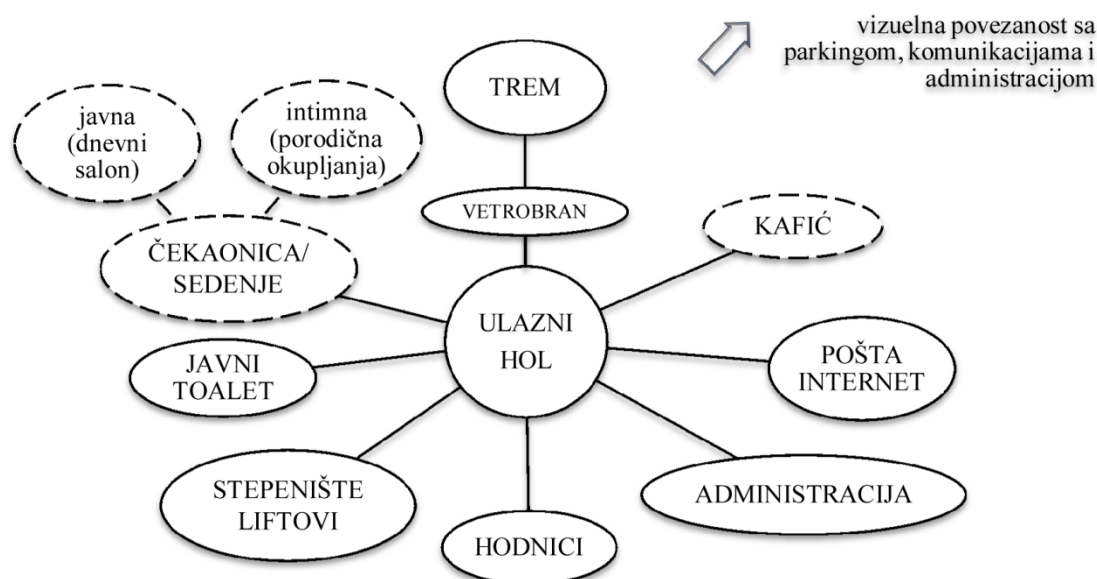 vizuelna povezanost sa
parkingom, komunikacijama i
administracijom
TREM
javna
(dnevni
salon)
intimna
(porodična
okupljanja)
VETROBRAN
KAFIĆ
ČEKAONICA/
SEDENJE
ULAZNI
HOL
JAVNI
TOALET
POŠTA
INTERNET
STEPENIŠTE
LIFTOVI
ADMINISTRACIJA
HODNICI